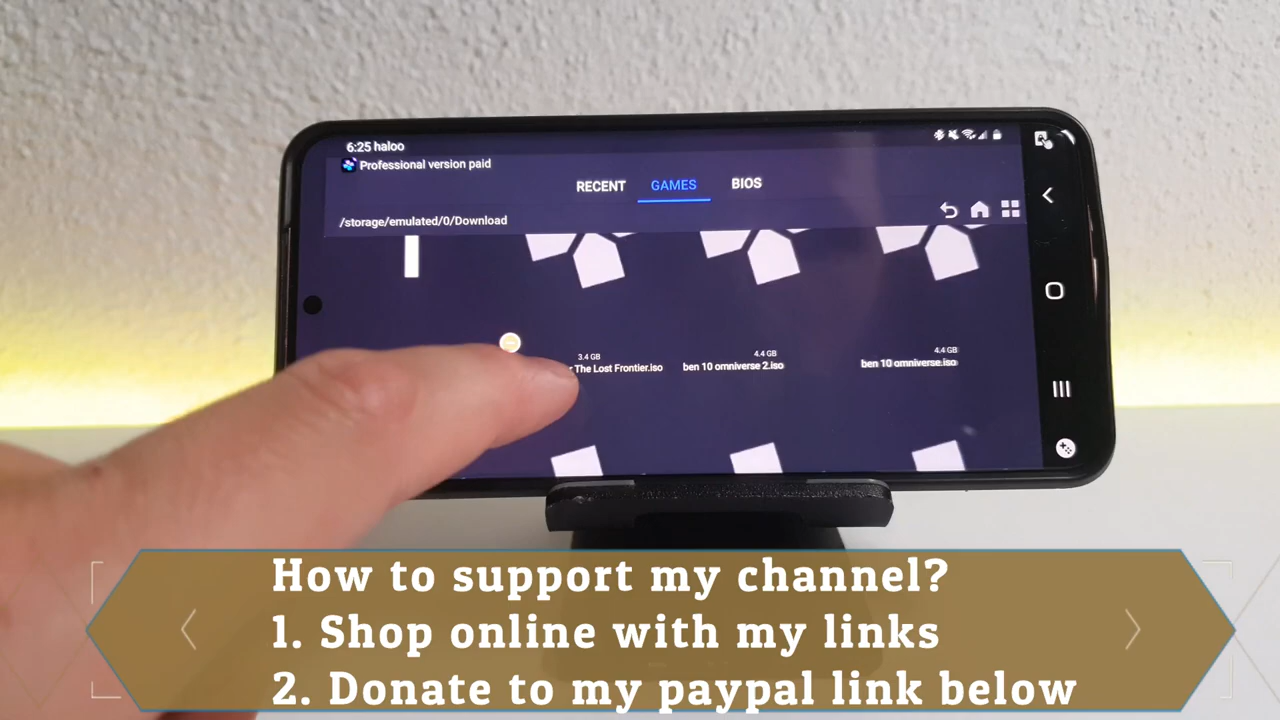 6:25 haloo
Professional version paid
RECENT GAMES BIOS
/storage/emulated/0/Download
3.4 GB
The Lost Frontier.iso
4.4 GB
ben 10 omniverse 2.iso
4.4 GB
ben 10 omniverse.iso
How to support my channel?
1. Shop online with my links
2. Donate to my paypal link below